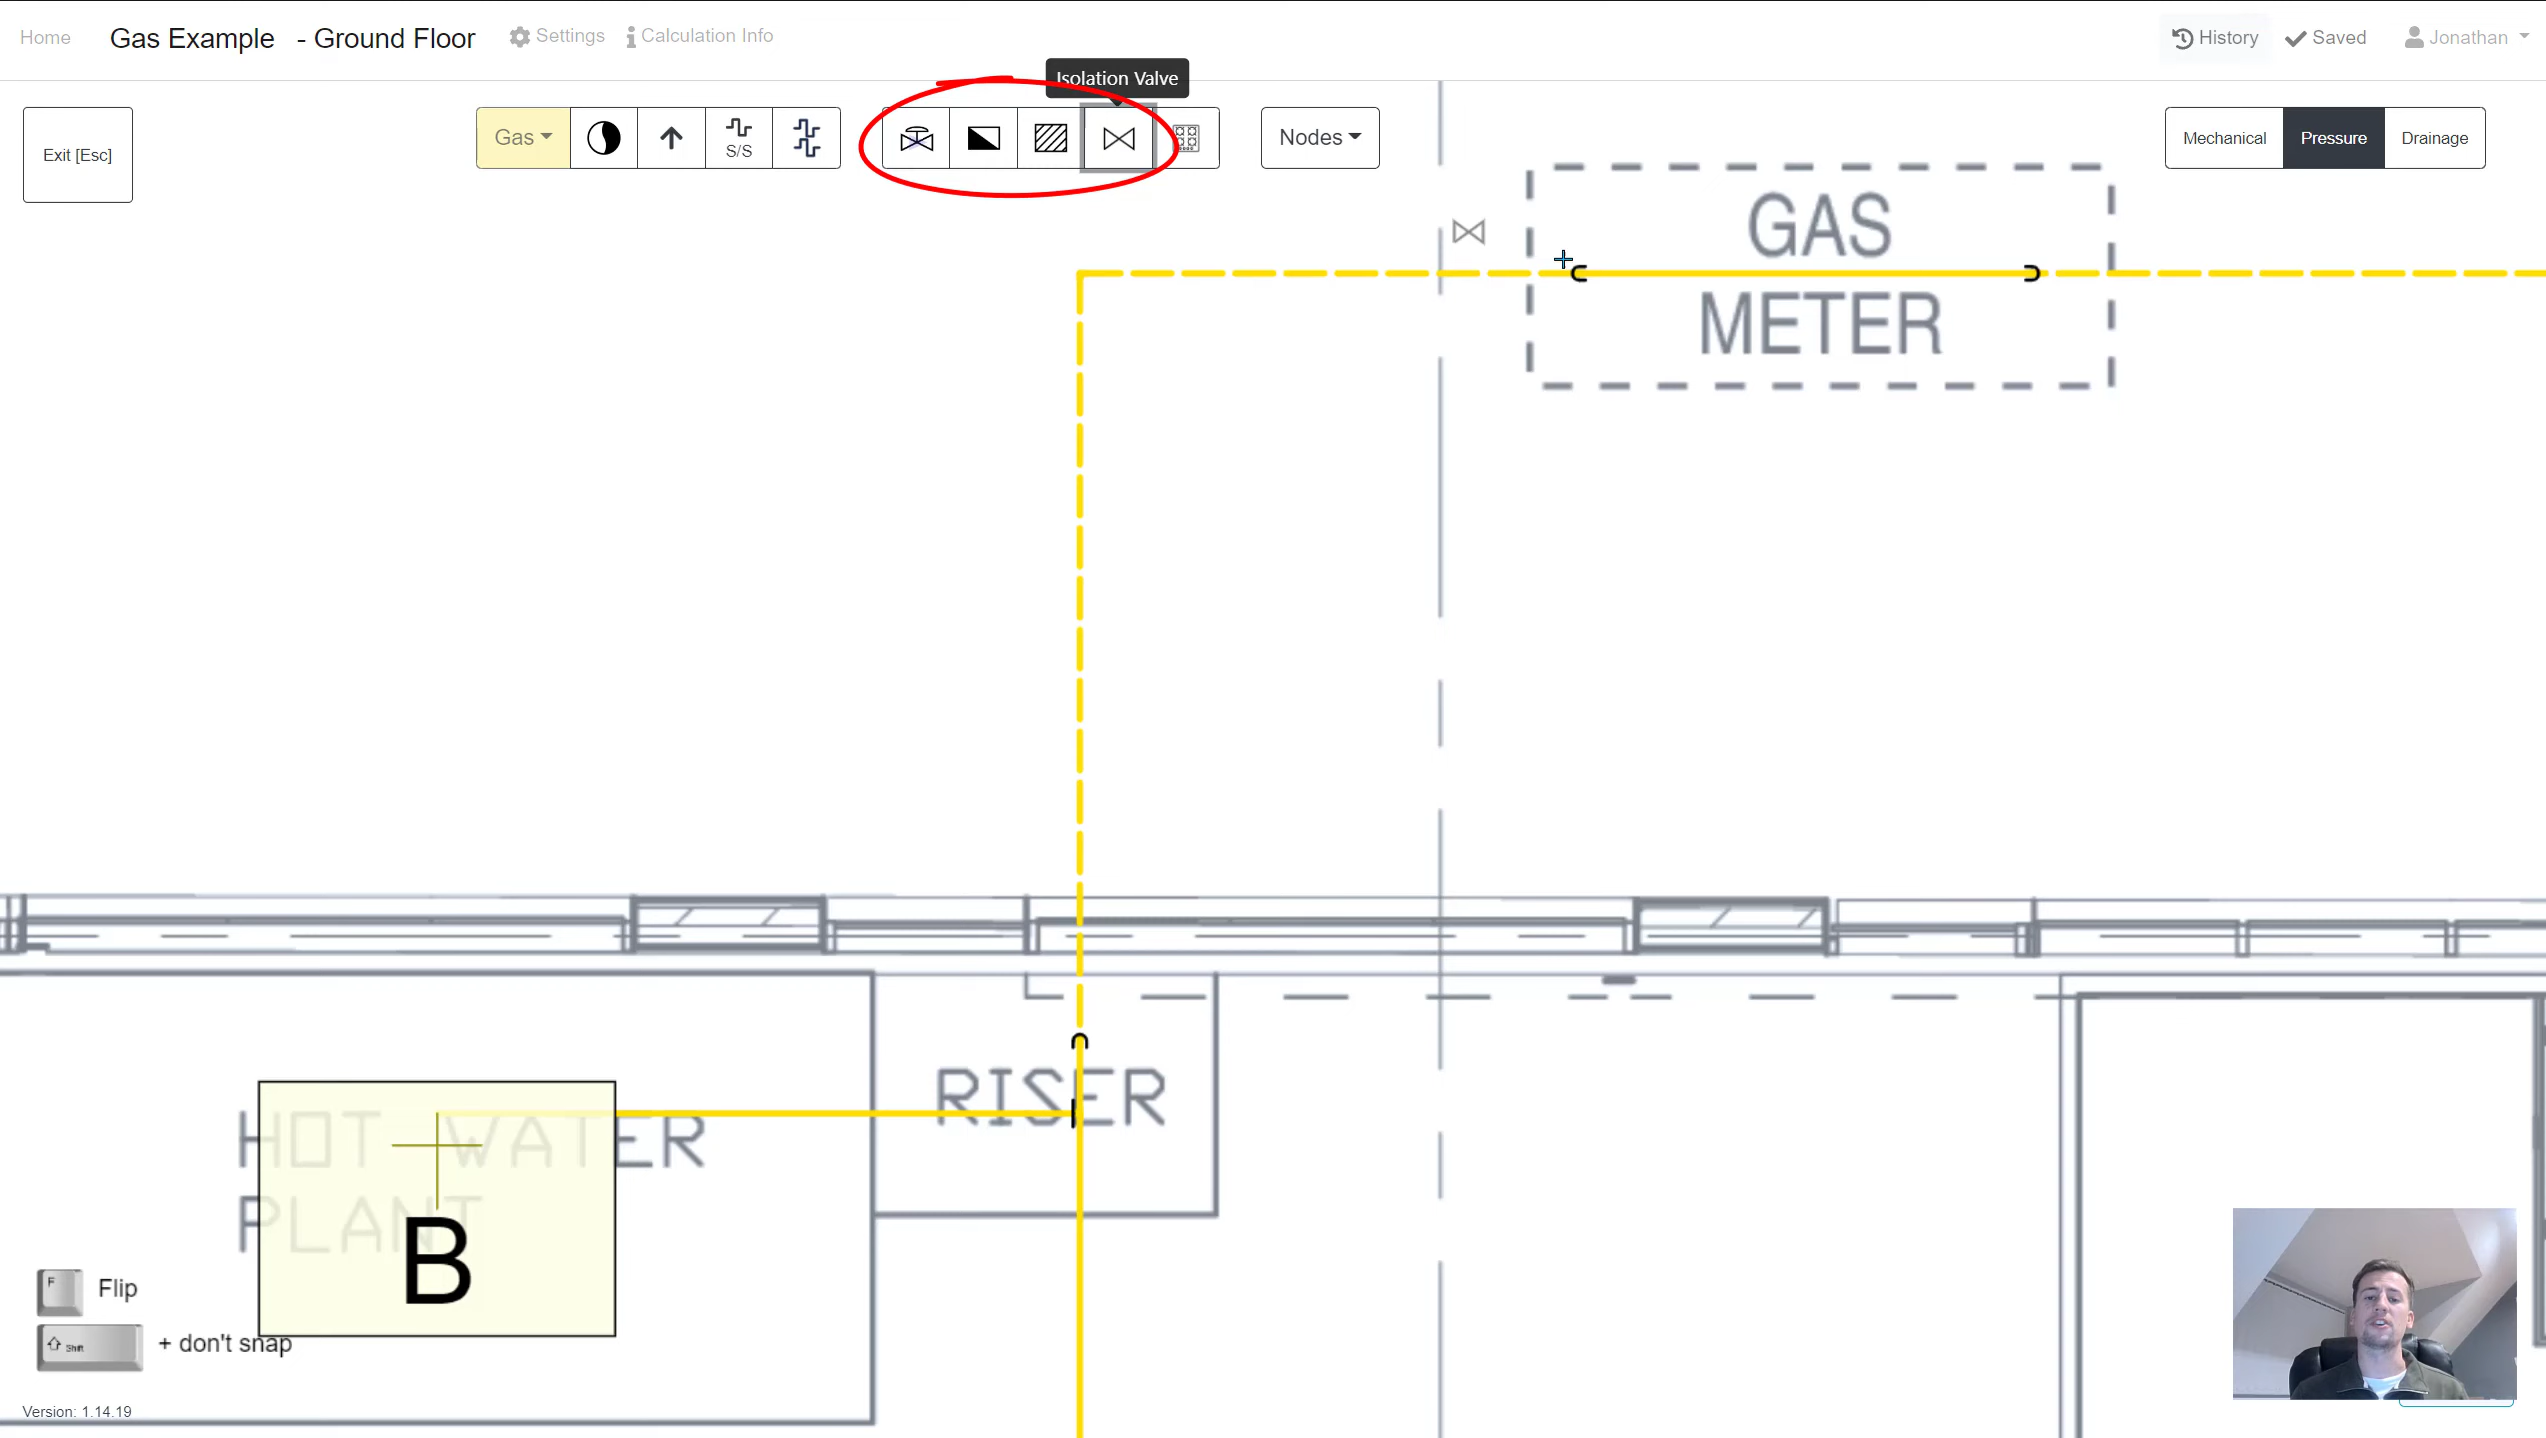 Home
Gas Example - Ground Floor
Settings
Calculation Info
History
Saved
Jonathan
Isolation Valve
Exit [Esc]
Gas
S/S
Nodes
Mechanical
Pressure
Drainage
GAS
METER
RISER
HOT WATER
PLANT
B
F
Flip
Shift
+ don't snap
Version: 1.14.19